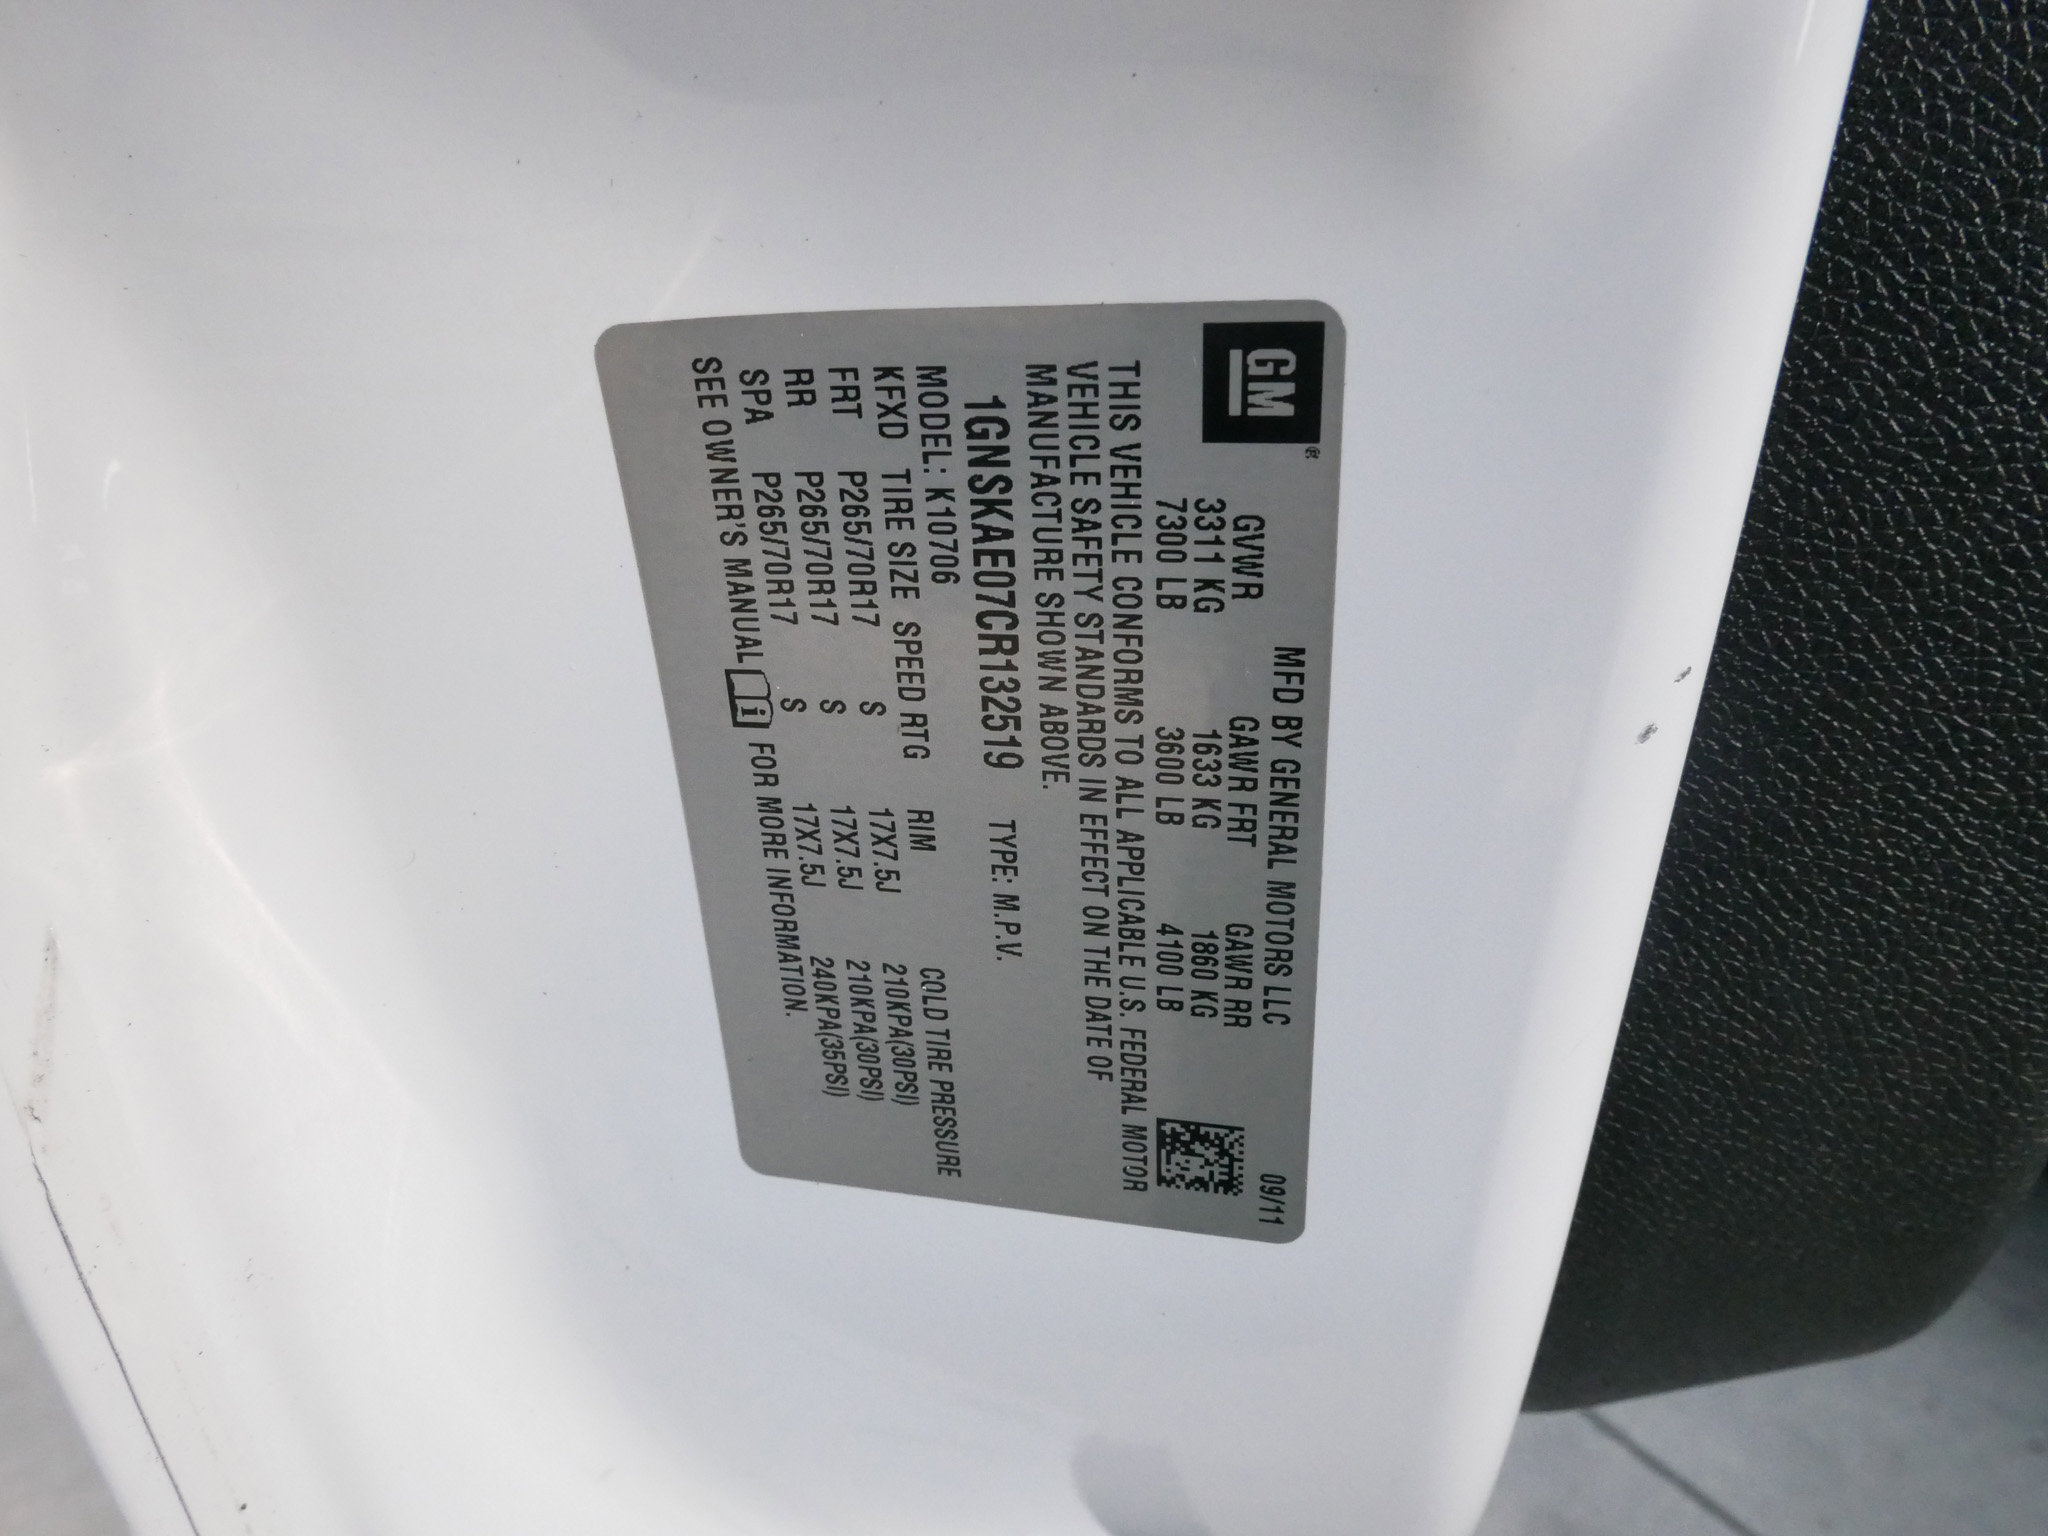 GM®
MFD BY GENERAL MOTORS LLC 09/11
GVWR GAWR FRT GAWR RR
3311 KG 1633 KG 1860 KG
7300 LB 3600 LB 4100 LB
THIS VEHICLE CONFORMS TO ALL APPLICABLE U.S. FEDERAL MOTOR
VEHICLE SAFETY STANDARDS IN EFFECT ON THE DATE OF
MANUFACTURE SHOWN ABOVE.
1GNSKAE07CR132519 TYPE: M.P.V.
MODEL: K10706
KFXD TIRE SIZE SPEED RTG RIM COLD TIRE PRESSURE
FRT P265/70R17 S 17X7.5J 210KPA(30PSI)
RR P265/70R17 S 17X7.5J 210KPA(30PSI)
SPA P265/70R17 S 17X7.5J 240KPA(35PSI)
SEE OWNER'S MANUAL i FOR MORE INFORMATION.